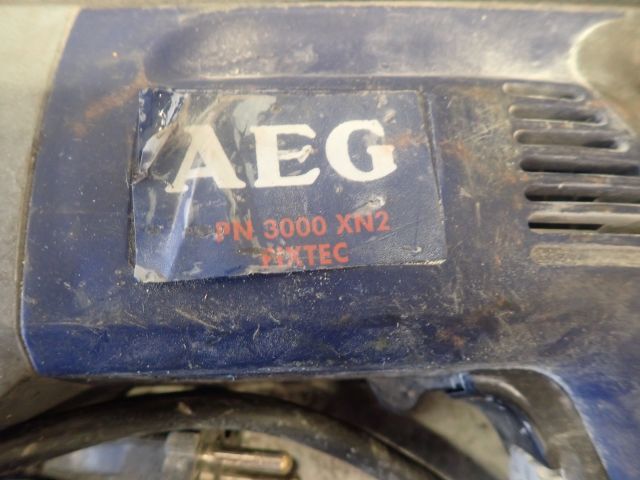 AEG
PN 3000 XN2
FIXTEC